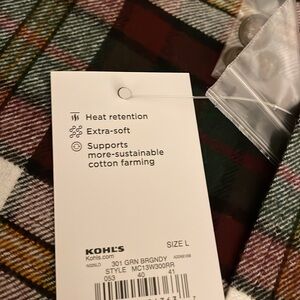 Heat retention
Extra-soft
Supports
more-sustainable
cotton farming
KOHL'S
Kohls.com
SIZE L
301 GRN BRGNDY
STYLE MC13W300RR
053 40 41